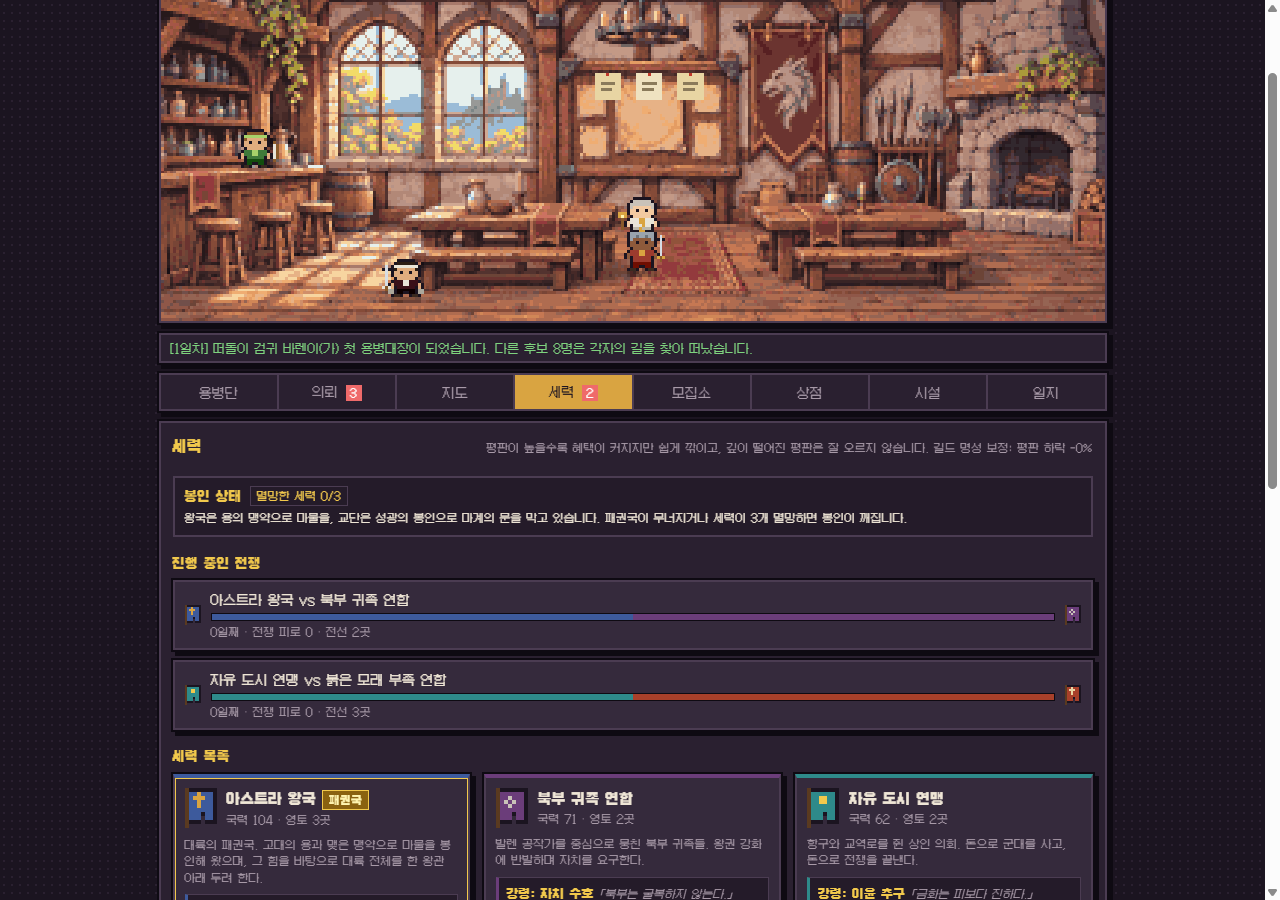 [1일차] 떠돌이 검귀 바렌이(가) 첫 용병대장이 되었습니다. 다른 후보 8명은 각자의 길을 찾아 떠났습니다.
용병단 의뢰 3 지도 세력 2 모집소 상점 시설 일지
세력 평판이 높을수록 혜택이 커지지만 쉽게 깎이고, 깊이 떨어진 평판은 잘 오르지 않습니다. 길드 명성 보정: 평판 하락 -0%
봉인 상태 멸망한 세력 0/3
왕국은 용의 맹약으로 마물을, 교단은 성광의 봉인으로 마계의 문을 막고 있습니다. 패권국이 무너지거나 세력이 3개 멸망하면 봉인이 깨집니다.
진행 중인 전쟁
아스트라 왕국 vs 북부 귀족 연합
0일째 · 전쟁 피로 0 · 전선 2곳
자유 도시 연맹 vs 붉은 모래 부족 연합
0일째 · 전쟁 피로 0 · 전선 3곳
세력 목록
아스트라 왕국 패권국
국력 104 · 영토 3곳
대륙의 패권국. 고대의 용과 맺은 맹약으로 마물을 봉
인해 왔으며, 그 힘을 바탕으로 대륙 전체를 한 왕관
아래 두려 한다.
북부 귀족 연합
국력 71 · 영토 2곳
발렌 공작가를 중심으로 뭉친 북부 귀족들. 왕권 강화
에 반발하며 자치를 요구한다.
강령: 자치 수호 「북부는 굴복하지 않는다.」
자유 도시 연맹
국력 62 · 영토 2곳
항구와 교역로를 쥔 상인 의회. 돈으로 군대를 사고,
돈으로 전쟁을 끝낸다.
강령: 이윤 추구 「금화는 피보다 진하다.」